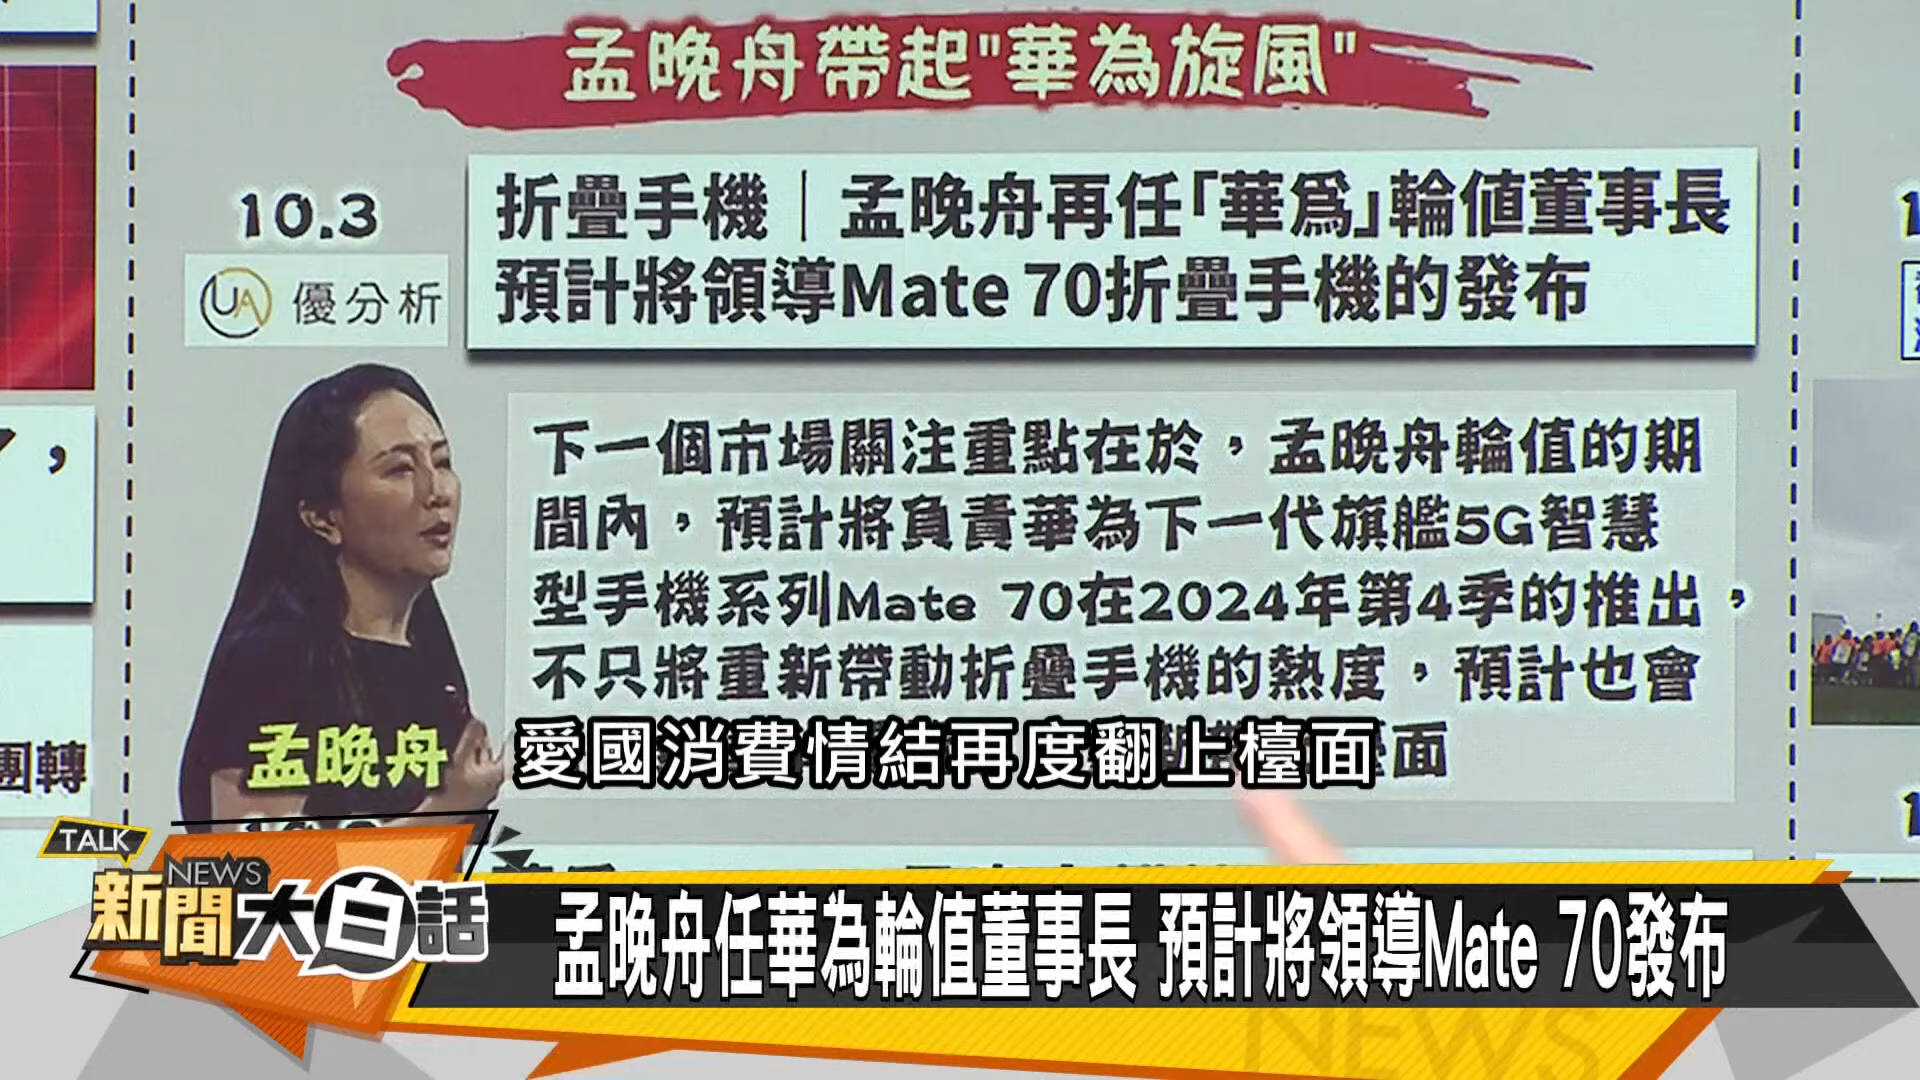 孟晚舟帶起"華為旋風"
10.3
UA 優分析
折疊手機｜孟晚舟再任「華爲」輪值董事長
預計將領導Mate 70折疊手機的發布
下一個市場關注重點在於，孟晚舟輪值的期
間內，預計將負責華為下一代旗艦5G智慧
型手機系列Mate 70在2024年第4季的推出，
不只將重新帶動折疊手機的熱度，預計也會
面
孟晚舟
愛國消費情結再度翻上檯面
團轉
TALK
NEWS
新聞大白話
孟晚舟任華為輪值董事長 預計將領導Mate 70發布
NEWS